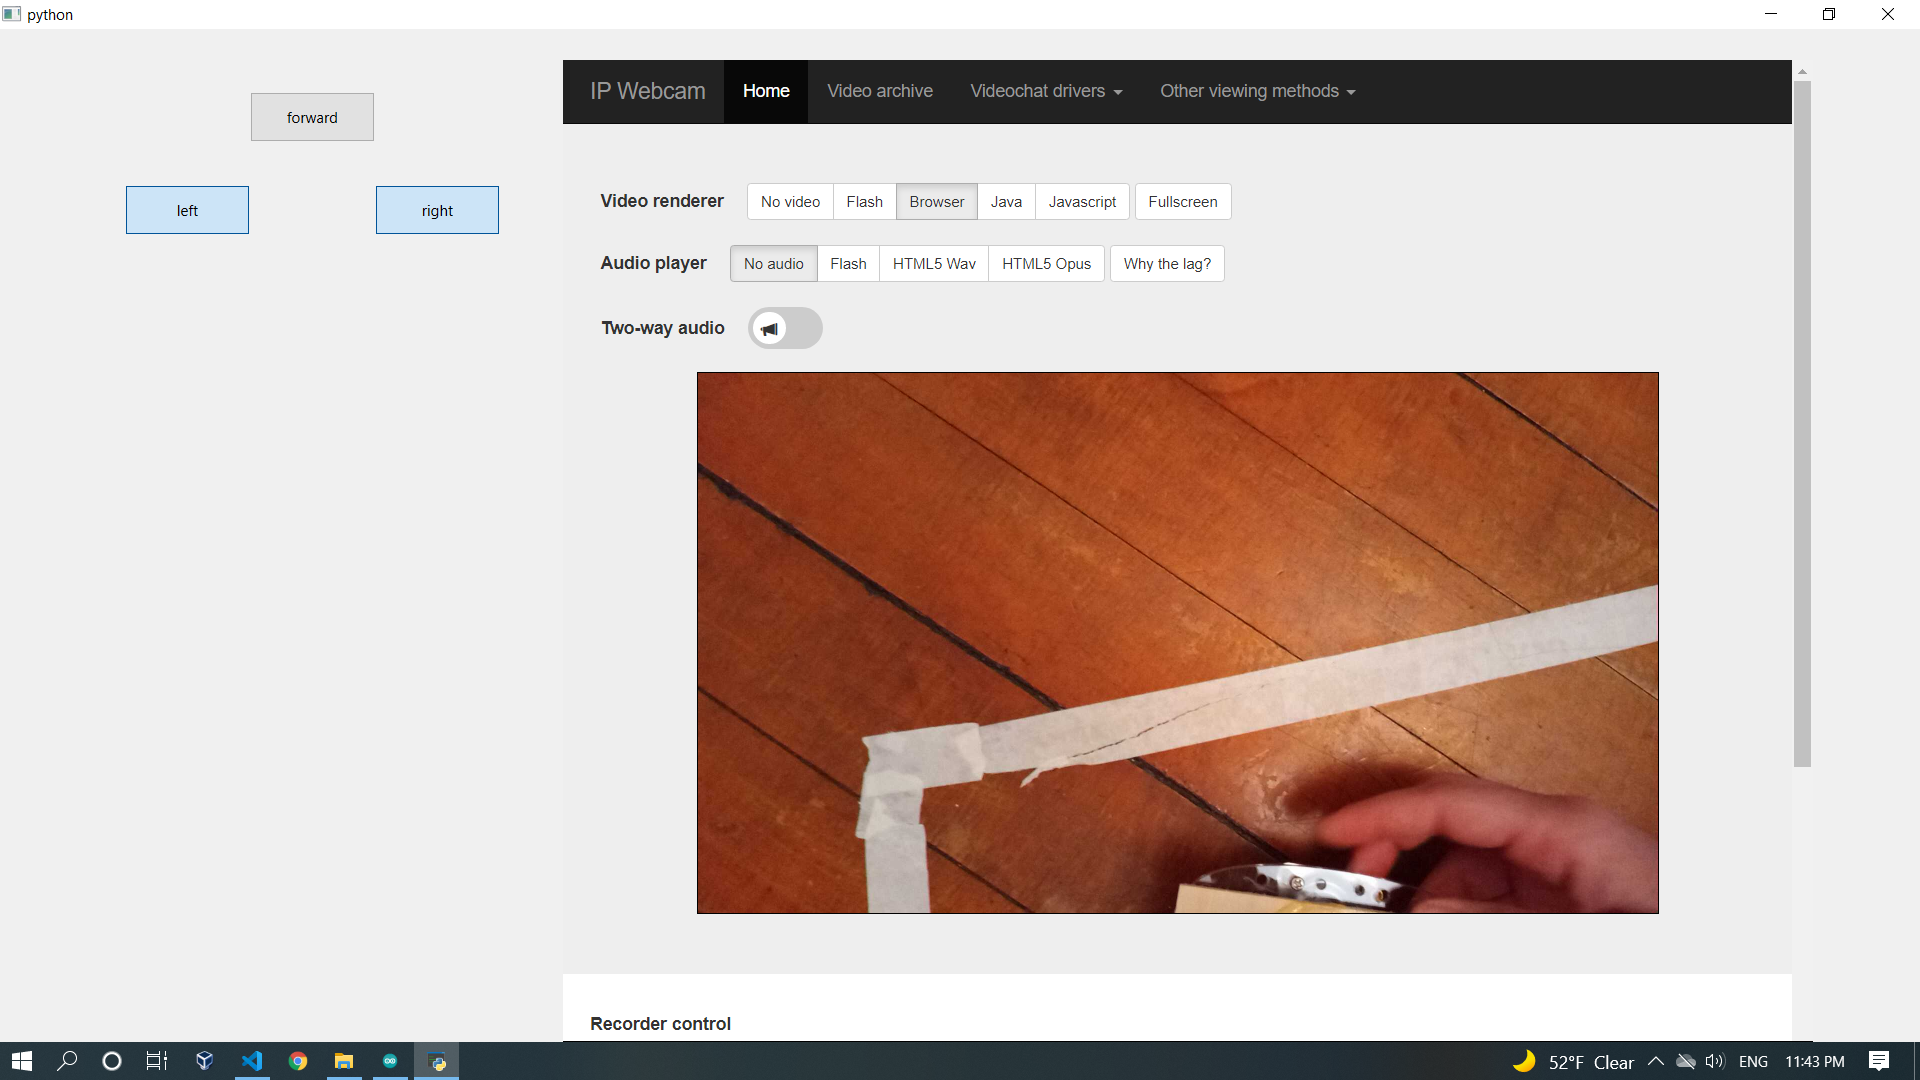 python
forward
left
right
IP Webcam Home Video archive Videochat drivers Other viewing methods
Video renderer No video Flash Browser Java Javascript Fullscreen
Audio player No audio Flash HTML5 Wav HTML5 Opus Why the lag?
Two-way audio
Recorder control
52°F Clear ENG 11:43 PM